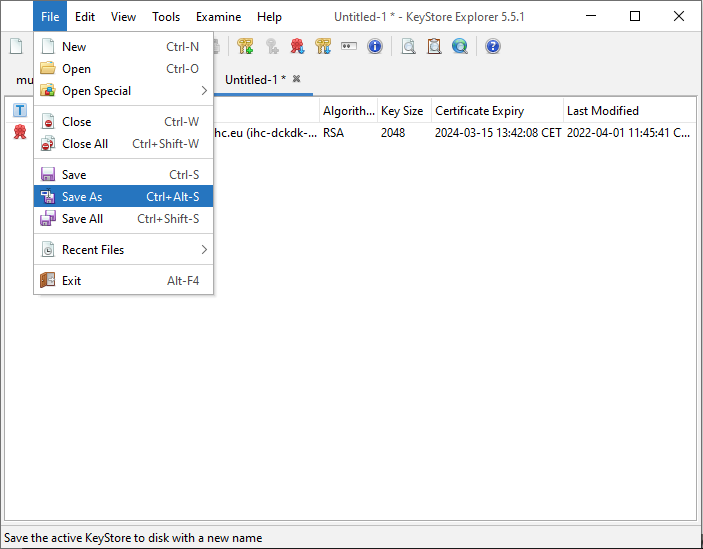 File Edit View Tools Examine Help Untitled-1 * - KeyStore Explorer 5.5.1
New Ctrl-N
Open Ctrl-O
mu Untitled-1 *
Open Special
T Algorith... Key Size Certificate Expiry Last Modified
Close Ctrl-W
hc.eu (ihc-dckdk-... RSA 2048 2024-03-15 13:42:08 CET 2022-04-01 11:45:41 C...
Close All Ctrl+Shift-W
Save Ctrl-S
Save As Ctrl+Alt-S
Save All Ctrl+Shift-S
Recent Files
Exit Alt-F4
Save the active KeyStore to disk with a new name